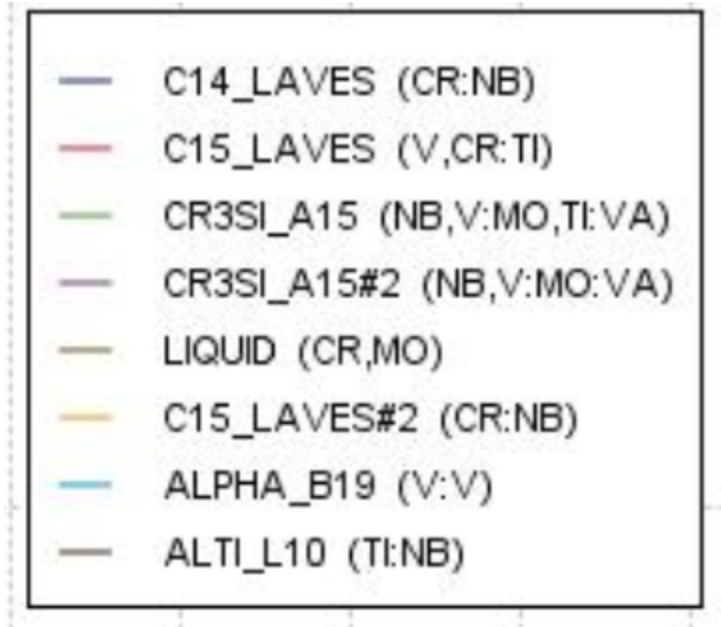 C14_LAVES (CR:NB)
C15_LAVES (V,CR:TI)
CR3SI_A15 (NB,V:MO,TI:VA)
CR3SI_A15#2 (NB,V:MO:VA)
LIQUID (CR,MO)
C15_LAVES#2 (CR:NB)
ALPHA_B19 (V:V)
ALTI_L10 (TI:NB)